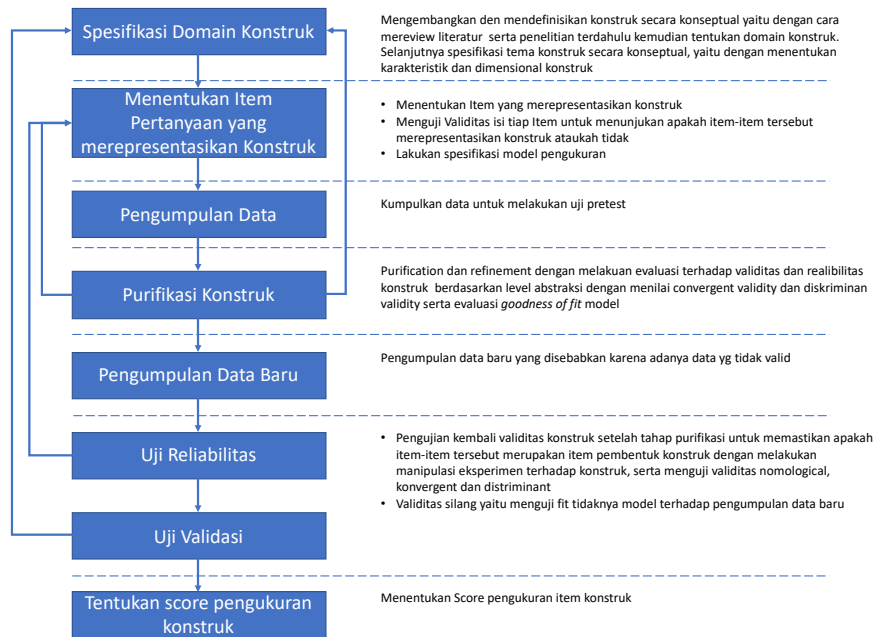 Spesifikasi Domain Konstruk
Mengembangkan den mendefinisikan konstruk secara konseptual yaitu dengan cara
mereview literatur serta penelitian terdahulu kemudian tentukan domain konstruk.
Selanjutnya spesifikasi tema konstruk secara konseptual, yaitu dengan menentukan
karakteristik dan dimensional konstruk
Menentukan Item
Pertanyaan yang
merepresentasikan Konstruk
• Menentukan Item yang merepresentasikan konstruk
• Menguji Validitas isi tiap Item untuk menunjukan apakah item-item tersebut
merepresentasikan konstruk ataukah tidak
• Lakukan spesifikasi model pengukuran
Pengumpulan Data
Kumpulkan data untuk melakukan uji pretest
Purifikasi Konstruk
Purification dan refinement dengan melakuan evaluasi terhadap validitas dan realibilitas
konstruk berdasarkan level abstraksi dengan menilai convergent validity dan diskriminan
validity serta evaluasi goodness of fit model
Pengumpulan Data Baru
Pengumpulan data baru yang disebabkan karena adanya data yg tidak valid
Uji Reliabilitas
• Pengujian kembali validitas konstruk setelah tahap purifikasi untuk memastikan apakah
item-item tersebut merupakan item pembentuk konstruk dengan melakukan
manipulasi eksperimen terhadap konstruk, serta menguji validitas nomological,
konvergent dan distriminant
• Validitas silang yaitu menguji fit tidaknya model terhadap pengumpulan data baru
Uji Validasi
Tentukan score pengukuran
konstruk
Menentukan Score pengukuran item konstruk